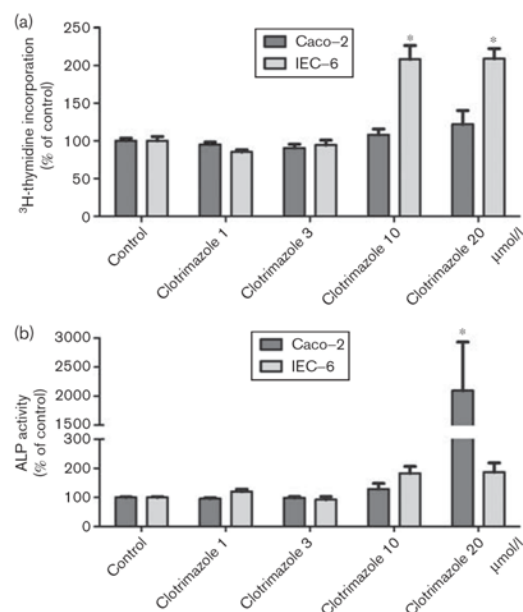 (a)
250
200
150
100
50
0
³H-thymidine incorporation
(% of control)
Caco–2
IEC–6
*
*
Control
Clotrimazole 1
Clotrimazole 3
Clotrimazole 10
Clotrimazole 20
μmol/l
(b)
3000
2500
2000
300
200
100
0
ALP activity
(% of control)
Caco–2
IEC–6
*
Control
Clotrimazole 1
Clotrimazole 3
Clotrimazole 10
Clotrimazole 20
μmol/l